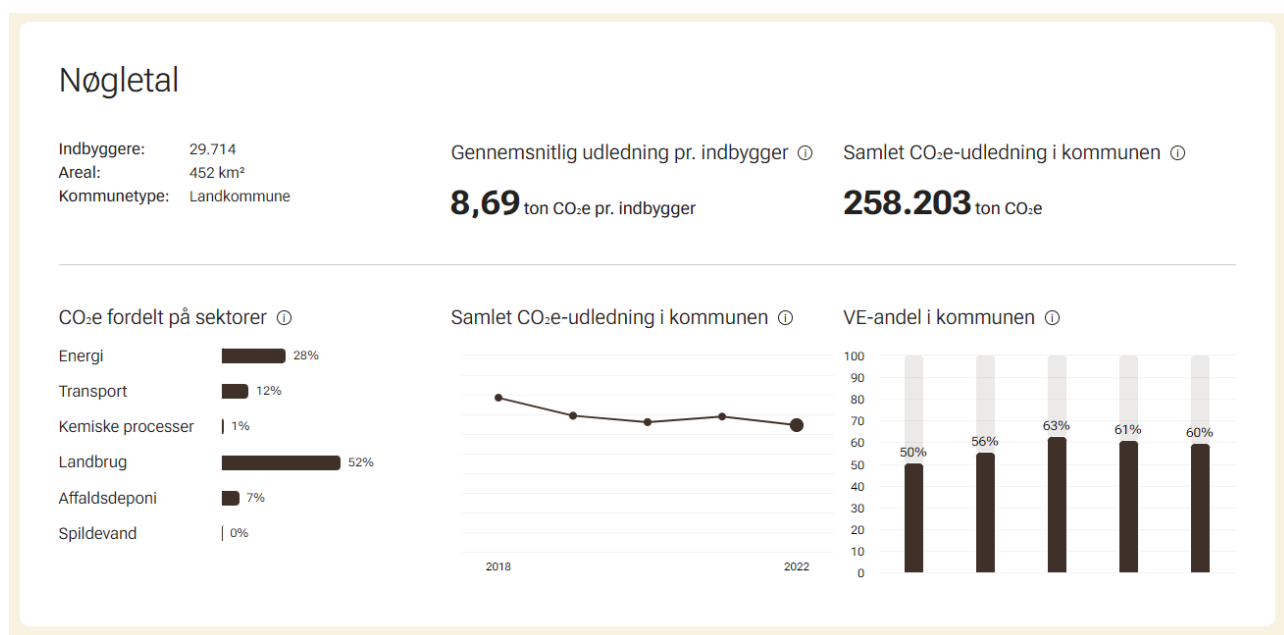 Nøgletal
Indbyggere: 29.714
Areal: 452 km²
Kommunetype: Landkommune
Gennemsnitlig udledning pr. indbygger ⓘ
8,69 ton CO₂e pr. indbygger
Samlet CO₂e-udledning i kommunen ⓘ
258.203 ton CO₂e
CO₂e fordelt på sektorer ⓘ
Energi 28%
Transport 12%
Kemiske processer 1%
Landbrug 52%
Affaldsdeponi 7%
Spildevand 0%
Samlet CO₂e-udledning i kommunen ⓘ
2018 2022
VE-andel i kommunen ⓘ
100
90
80
70
60
50
40
30
20
10
0
50% 56% 63% 61% 60%